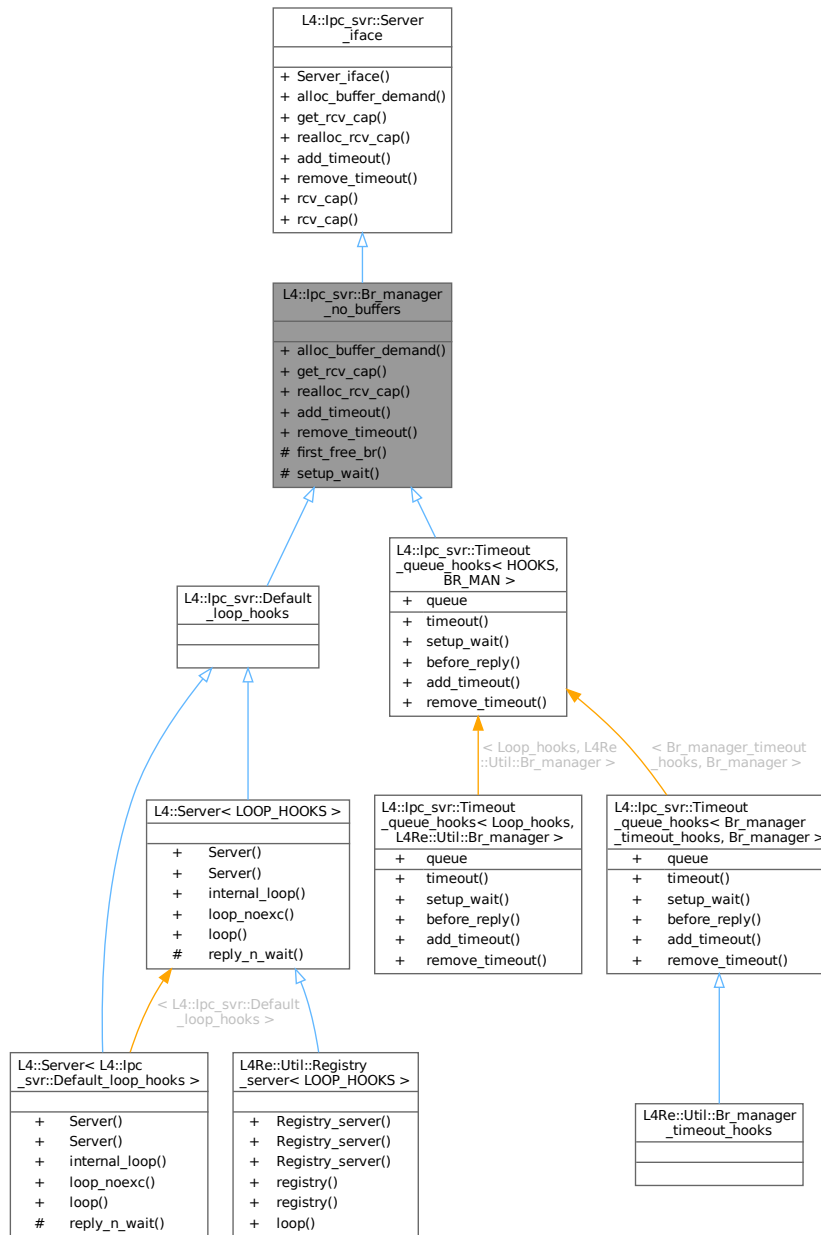 L4::Ipc_svr::Server
_iface
+ Server_iface()
+ alloc_buffer_demand()
+ get_rcv_cap()
+ realloc_rcv_cap()
+ add_timeout()
+ remove_timeout()
+ rcv_cap()
+ rcv_cap()
L4::Ipc_svr::Br_manager
_no_buffers
+ alloc_buffer_demand()
+ get_rcv_cap()
+ realloc_rcv_cap()
+ add_timeout()
+ remove_timeout()
# first_free_br()
# setup_wait()
L4::Ipc_svr::Default
_loop_hooks
L4::Ipc_svr::Timeout
_queue_hooks< HOOKS,
BR_MAN >
+ queue
+ timeout()
+ setup_wait()
+ before_reply()
+ add_timeout()
+ remove_timeout()
< Loop_hooks, L4Re
::Util::Br_manager >
< Br_manager_timeout
_hooks, Br_manager >
L4::Server< LOOP_HOOKS >
+ Server()
+ Server()
+ internal_loop()
+ loop_noexc()
+ loop()
# reply_n_wait()
L4::Ipc_svr::Timeout
_queue_hooks< Loop_hooks,
L4Re::Util::Br_manager >
+ queue
+ timeout()
+ setup_wait()
+ before_reply()
+ add_timeout()
+ remove_timeout()
L4::Ipc_svr::Timeout
_queue_hooks< Br_manager
_timeout_hooks, Br_manager >
+ queue
+ timeout()
+ setup_wait()
+ before_reply()
+ add_timeout()
+ remove_timeout()
< L4::Ipc_svr::Default
_loop_hooks >
L4::Server< L4::Ipc
_svr::Default_loop_hooks >
+ Server()
+ Server()
+ internal_loop()
+ loop_noexc()
+ loop()
# reply_n_wait()
L4Re::Util::Registry
_server< LOOP_HOOKS >
+ Registry_server()
+ Registry_server()
+ Registry_server()
+ registry()
+ registry()
+ loop()
L4Re::Util::Br_manager
_timeout_hooks